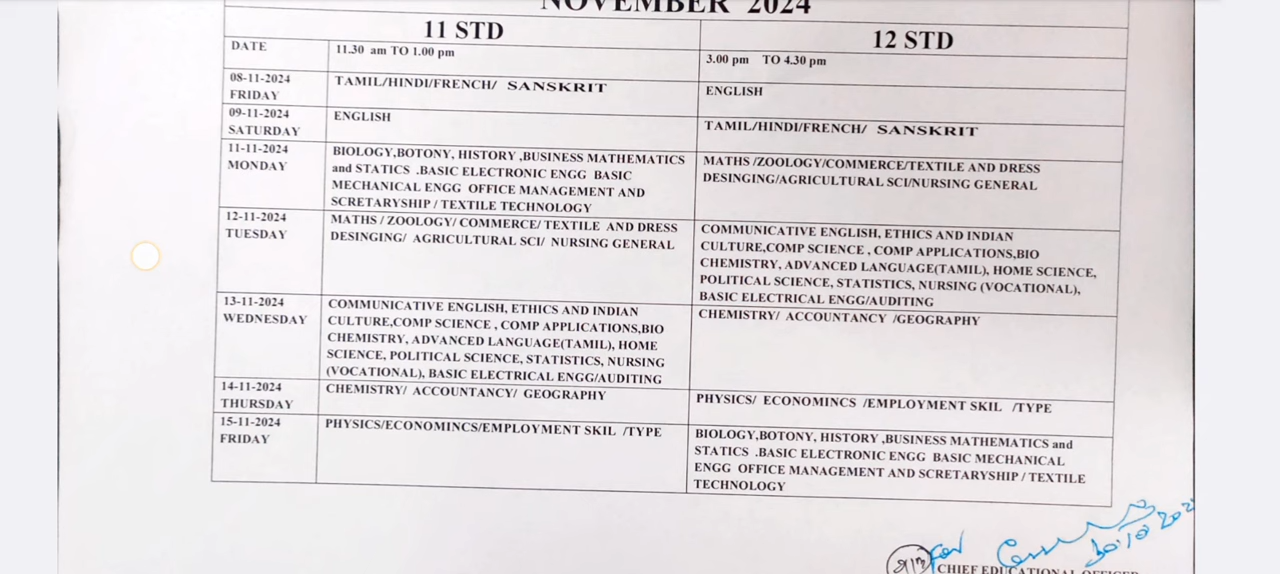 NOVEMBER 2024
11 STD
12 STD
DATE
11.30 am TO 1.00 pm
3.00 pm TO 4.30 pm
08-11-2024
FRIDAY
TAMIL/HINDI/FRENCH/ SANSKRIT
ENGLISH
09-11-2024
SATURDAY
ENGLISH
TAMIL/HINDI/FRENCH/ SANSKRIT
11-11-2024
MONDAY
BIOLOGY,BOTONY, HISTORY ,BUSINESS MATHEMATICS
and STATICS .BASIC ELECTRONIC ENGG BASIC
MECHANICAL ENGG OFFICE MANAGEMENT AND
SCRETARYSHIP / TEXTILE TECHNOLOGY
MATHS /ZOOLOGY/COMMERCE/TEXTILE AND DRESS
DESINGING/AGRICULTURAL SCI/NURSING GENERAL
12-11-2024
TUESDAY
MATHS / ZOOLOGY/ COMMERCE/ TEXTILE AND DRESS
DESINGING/ AGRICULTURAL SCI/ NURSING GENERAL
COMMUNICATIVE ENGLISH, ETHICS AND INDIAN
CULTURE,COMP SCIENCE , COMP APPLICATIONS,BIO
CHEMISTRY, ADVANCED LANGUAGE(TAMIL), HOME SCIENCE,
POLITICAL SCIENCE, STATISTICS, NURSING (VOCATIONAL),
BASIC ELECTRICAL ENGG/AUDITING
13-11-2024
WEDNESDAY
COMMUNICATIVE ENGLISH, ETHICS AND INDIAN
CULTURE,COMP SCIENCE , COMP APPLICATIONS,BIO
CHEMISTRY, ADVANCED LANGUAGE(TAMIL), HOME
SCIENCE, POLITICAL SCIENCE, STATISTICS, NURSING
(VOCATIONAL), BASIC ELECTRICAL ENGG/AUDITING
CHEMISTRY/ ACCOUNTANCY /GEOGRAPHY
14-11-2024
THURSDAY
CHEMISTRY/ ACCOUNTANCY/ GEOGRAPHY
PHYSICS/ ECONOMINCS /EMPLOYMENT SKIL /TYPE
15-11-2024
FRIDAY
PHYSICS/ECONOMINCS/EMPLOYMENT SKIL /TYPE
BIOLOGY,BOTONY, HISTORY ,BUSINESS MATHEMATICS and
STATICS .BASIC ELECTRONIC ENGG BASIC MECHANICAL
ENGG OFFICE MANAGEMENT AND SCRETARYSHIP / TEXTILE
TECHNOLOGY
For
CHIEF EDUCATIONAL OFFICER